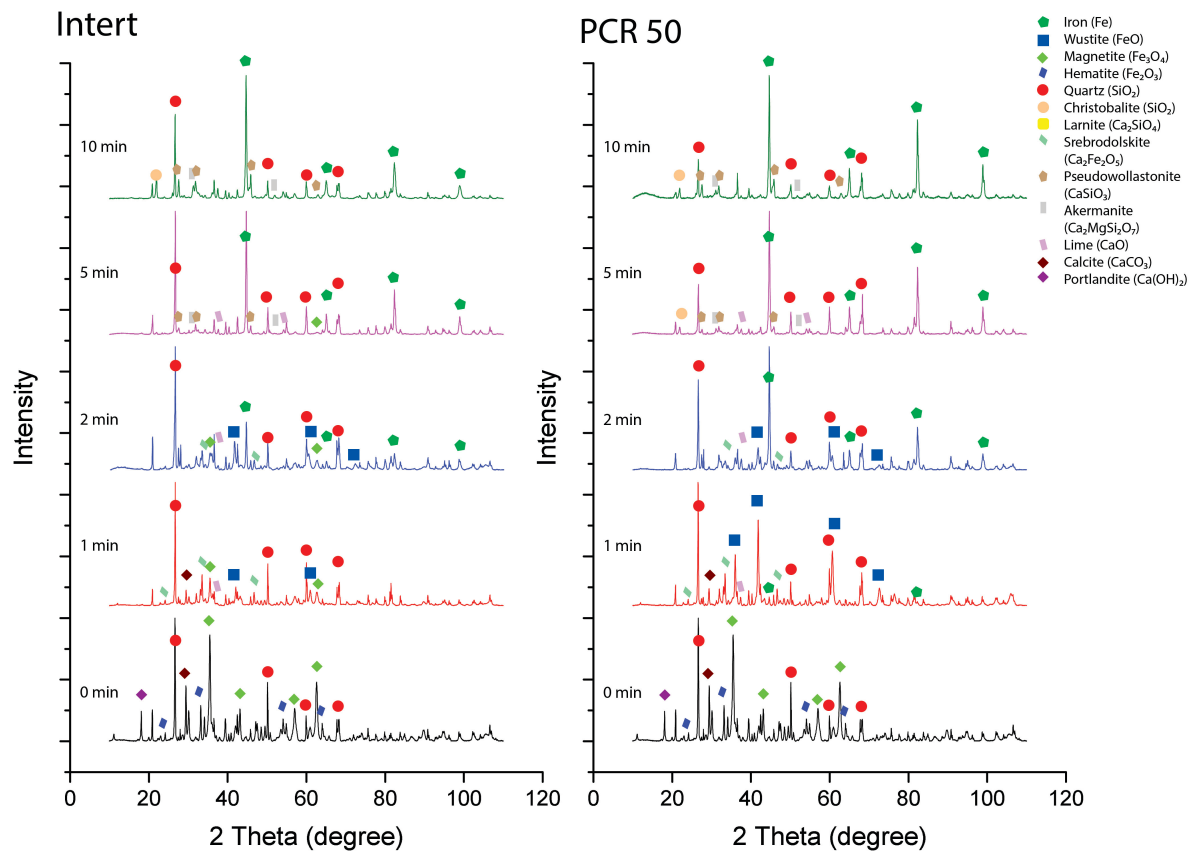 Intert
PCR 50
Iron (Fe)
Wustite (FeO)
Magnetite (Fe₃O₄)
Hematite (Fe₂O₃)
Quartz (SiO₂)
Christobalite (SiO₂)
Larnite (Ca₂SiO₄)
Srebrodolskite
(Ca₂Fe₂O₅)
Pseudowollastonite
(CaSiO₃)
Akermanite
(Ca₂MgSi₂O₇)
Lime (CaO)
Calcite (CaCO₃)
Portlandite (Ca(OH)₂)
10 min
5 min
2 min
1 min
0 min
Intensity
0 20 40 60 80 100 120
2 Theta (degree)
10 min
5 min
2 min
1 min
0 min
Intensity
0 20 40 60 80 100 120
2 Theta (degree)